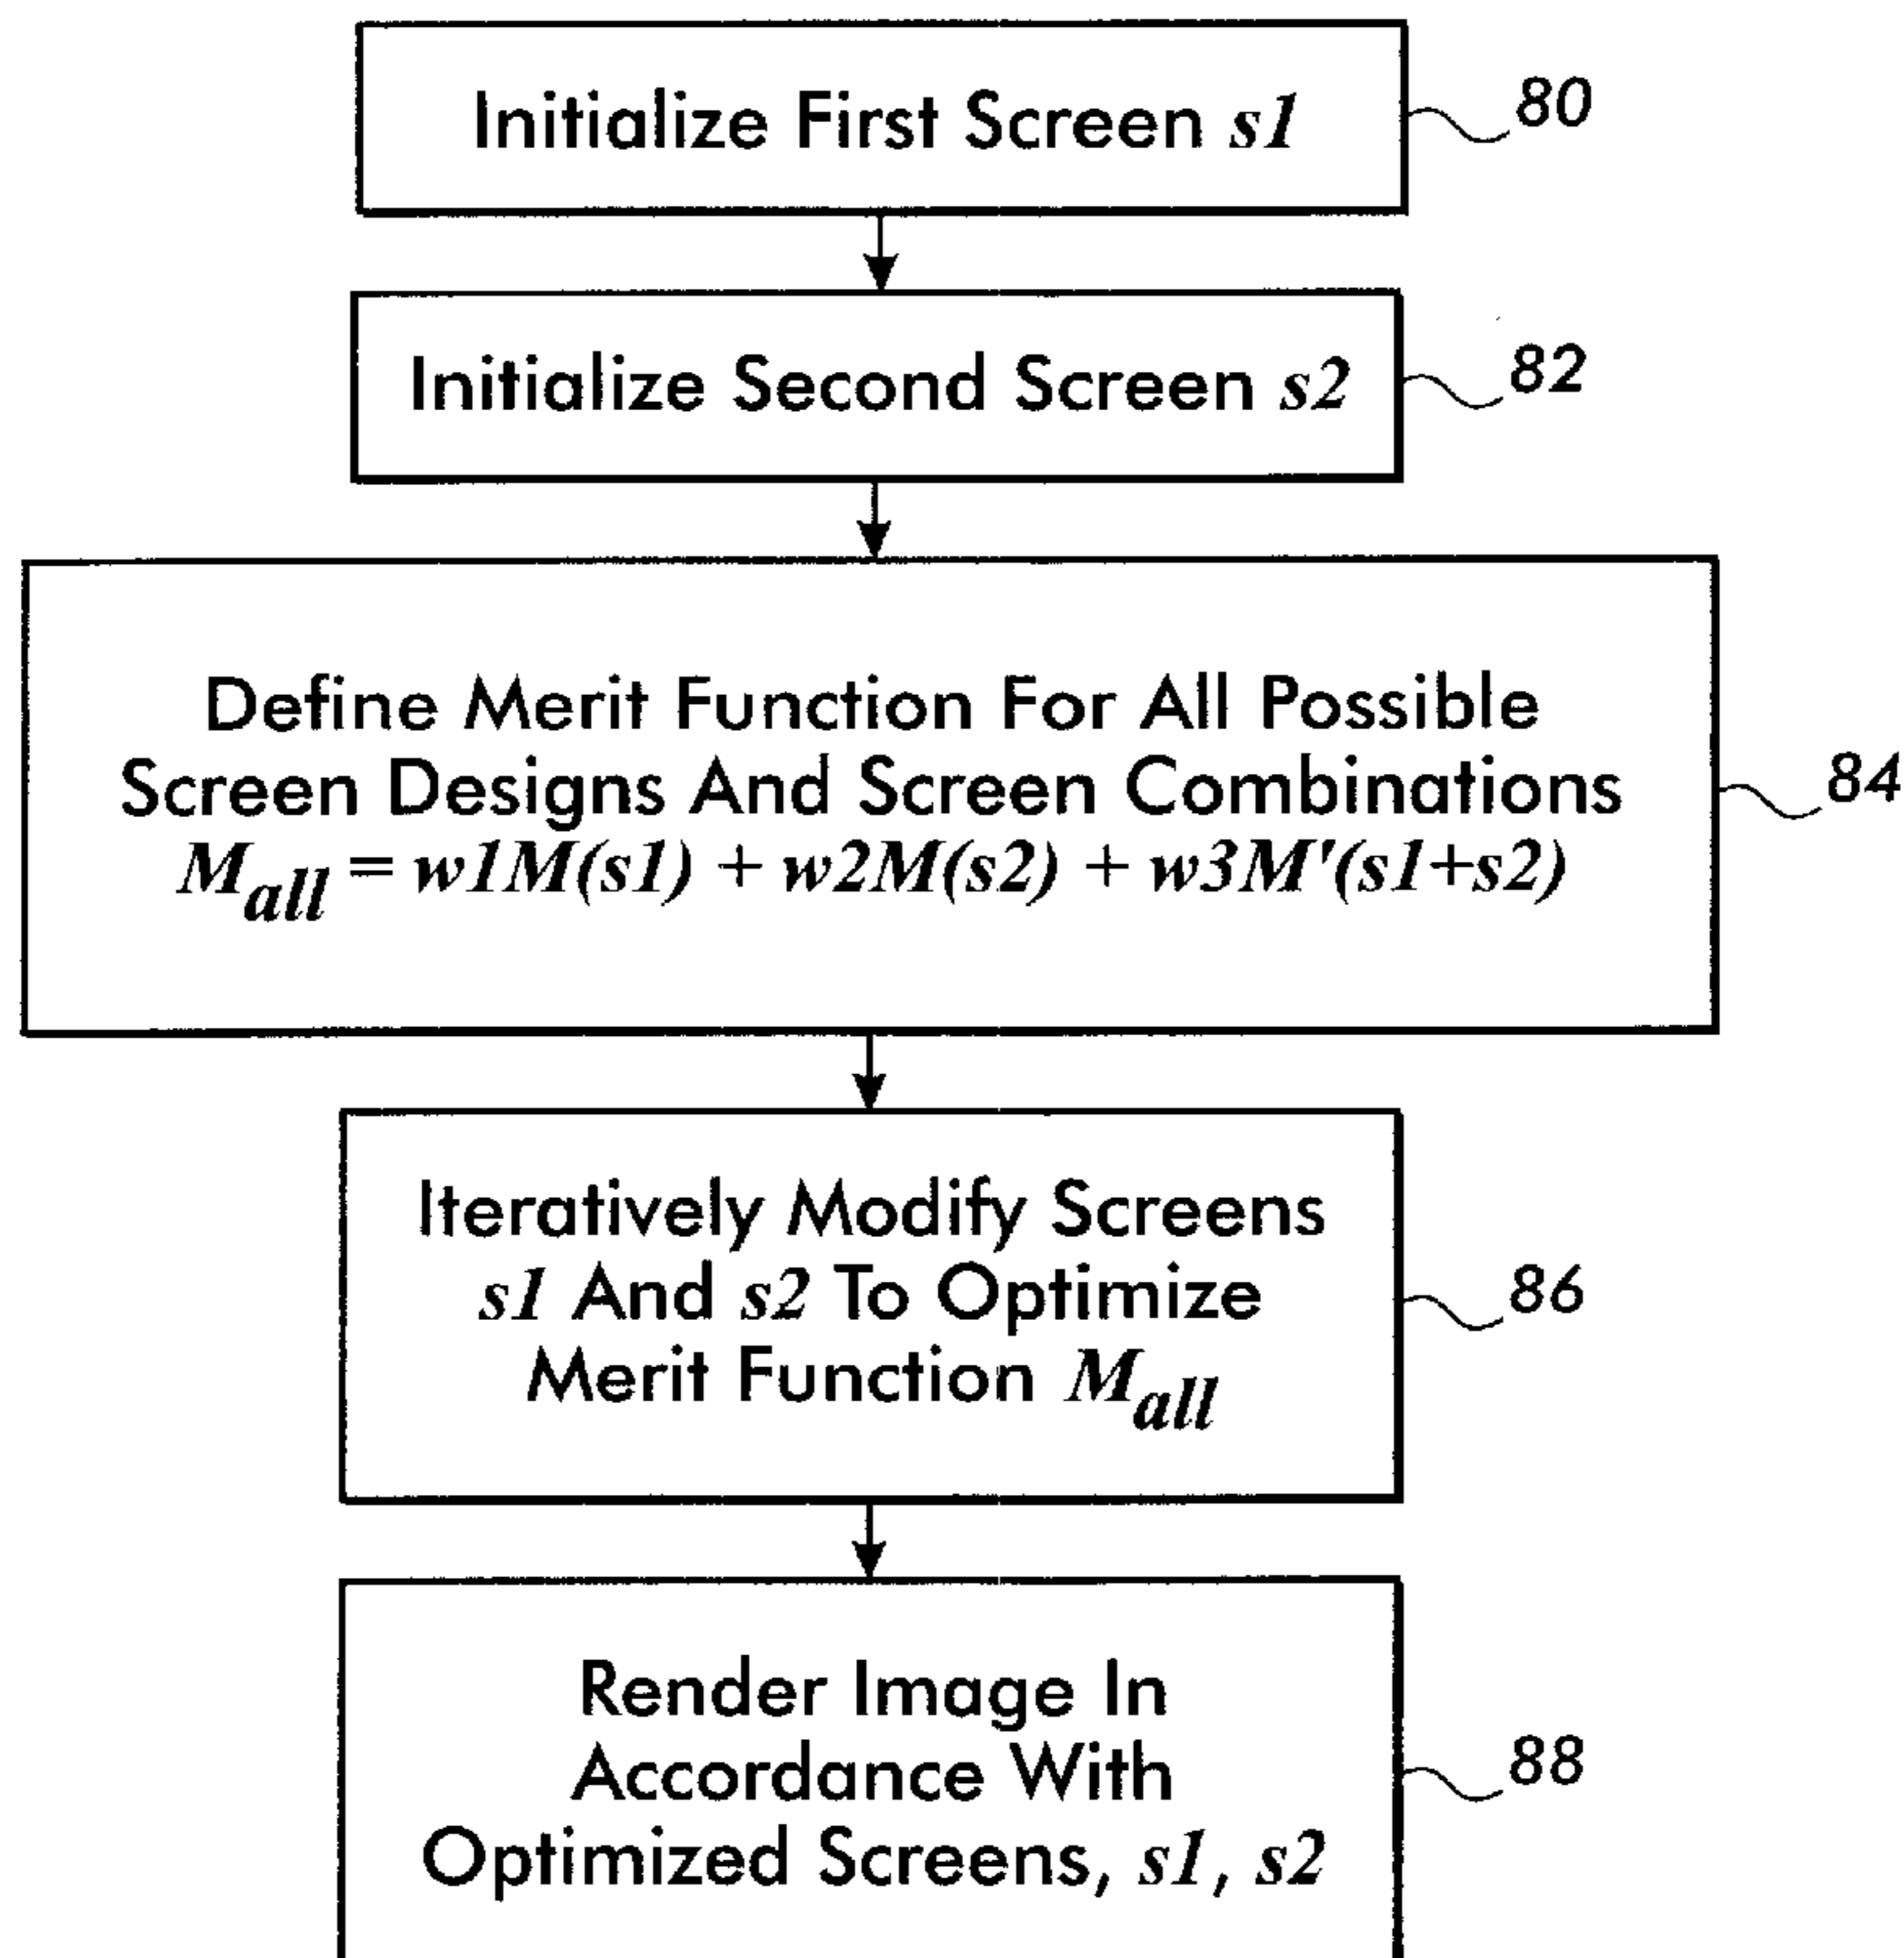 Initialize First Screen s1
80
Initialize Second Screen s2
82
Define Merit Function For All Possible
Screen Designs And Screen Combinations
M_all = w1M(s1) + w2M(s2) + w3M'(s1+s2)
84
Iteratively Modify Screens
s1 And s2 To Optimize
Merit Function M_all
86
Render Image In
Accordance With
Optimized Screens, s1, s2
88